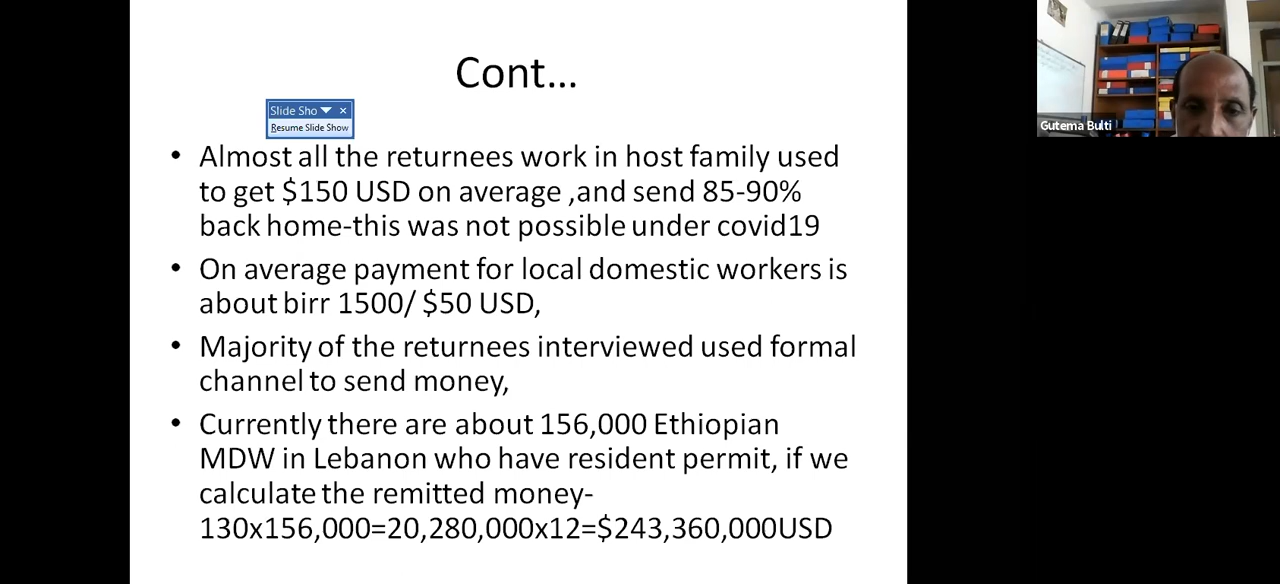 Cont...
Slide Sho
Resume Slide Show
• Almost all the returnees work in host family used
to get $150 USD on average ,and send 85-90%
back home-this was not possible under covid19
• On average payment for local domestic workers is
about birr 1500/ $50 USD,
• Majority of the returnees interviewed used formal
channel to send money,
• Currently there are about 156,000 Ethiopian
MDW in Lebanon who have resident permit, if we
calculate the remitted money-
130x156,000=20,280,000x12=$243,360,000USD
Gutema Bulti